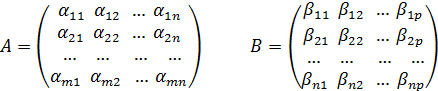 A = ( α₁₁ α₁₂ … α₁ₙ B = ( β₁₁ β₁₂ … β₁ₚ
α₂₁ α₂₂ … α₂ₙ β₂₁ β₂₂ … β₂ₚ
… … … … … … … …
αₘ₁ αₘ₂ … αₘₙ ) βₙ₁ βₙ₂ … βₙₚ )